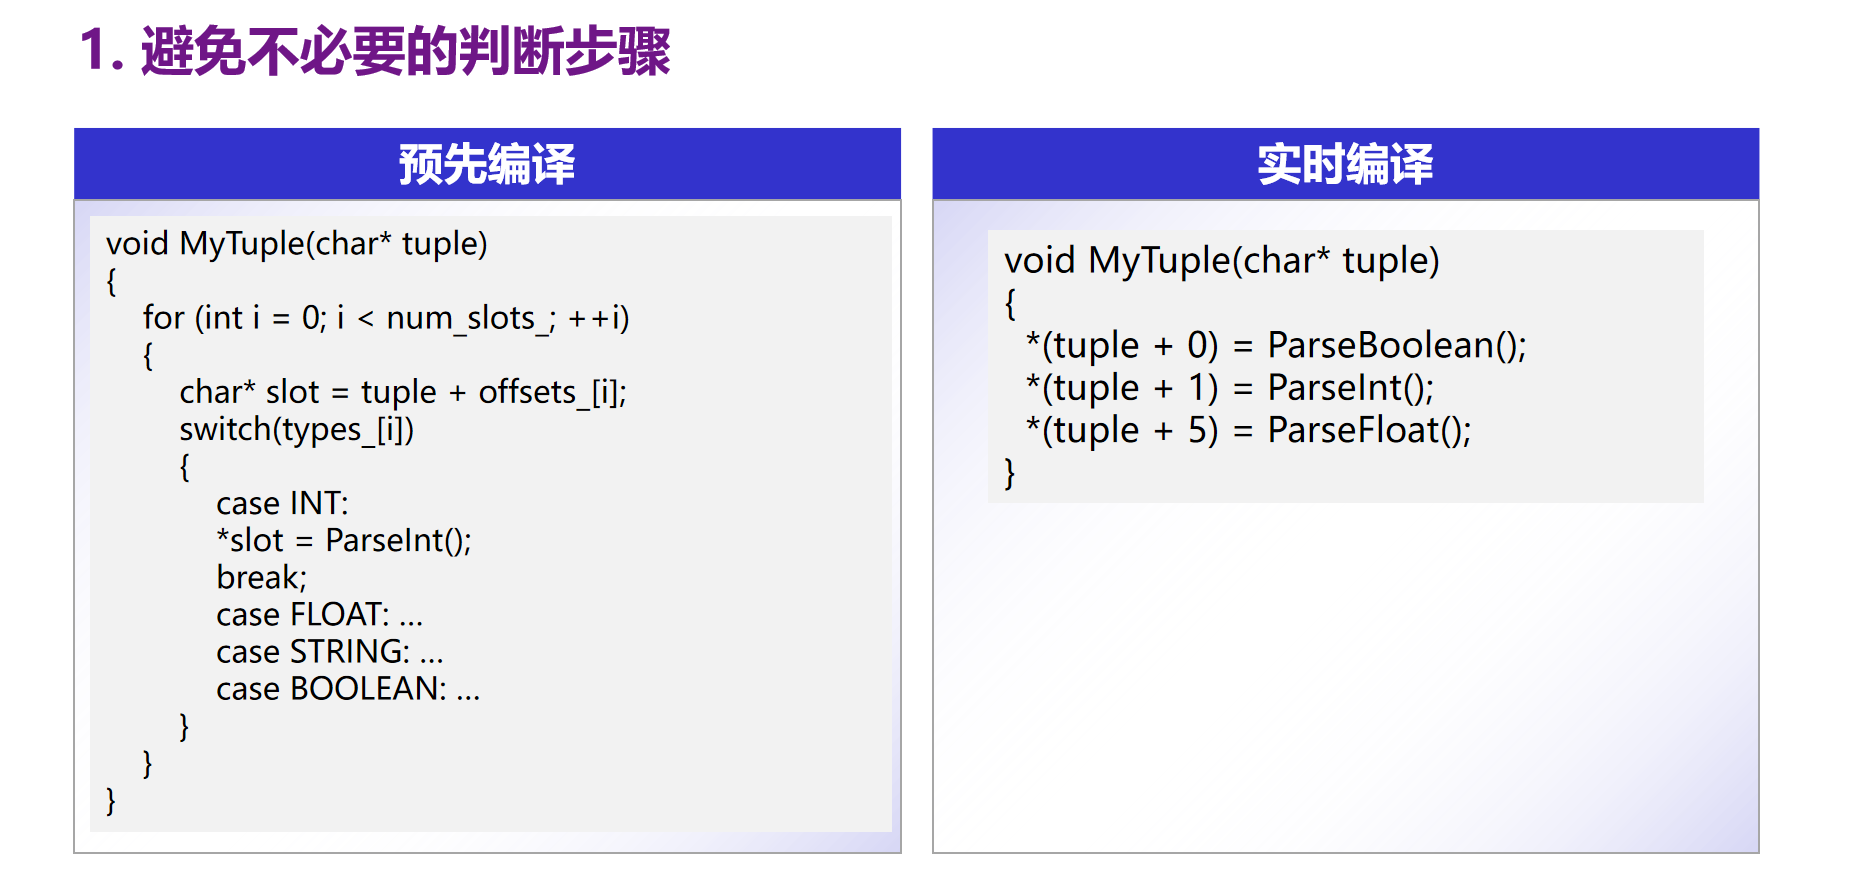 1. 避免不必要的判断步骤
预先编译
void MyTuple(char* tuple)
{
for (int i = 0; i < num_slots_; ++i)
{
char* slot = tuple + offsets_[i];
switch(types_[i])
{
case INT:
*slot = ParseInt();
break;
case FLOAT: ...
case STRING: ...
case BOOLEAN: ...
}
}
}
实时编译
void MyTuple(char* tuple)
{
*(tuple + 0) = ParseBoolean();
*(tuple + 1) = ParseInt();
*(tuple + 5) = ParseFloat();
}